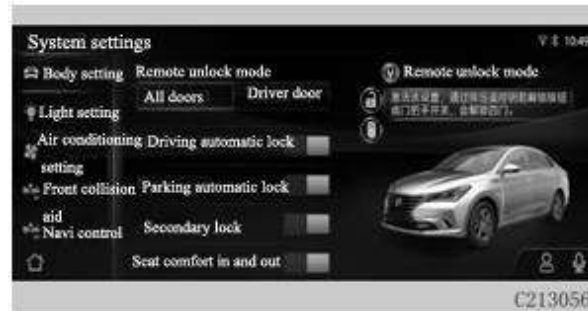 System settings
10:49
Body setting
Remote unlock mode
Remote unlock mode
All doors
Driver door
Light setting
Air conditioning
setting
Driving automatic lock
Front collision
aid
Parking automatic lock
Navi control
Secondary lock
Seat comfort in and out
C213056